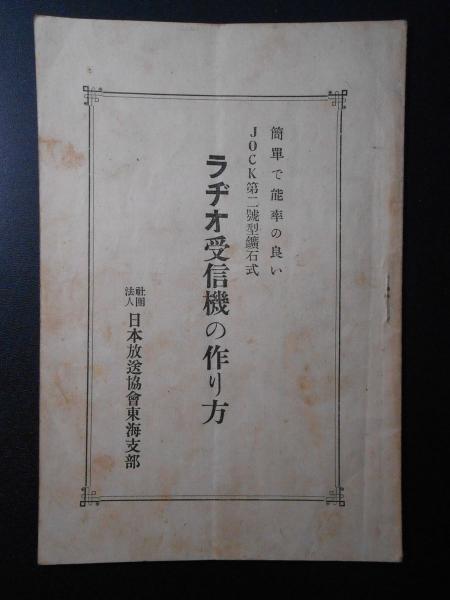 簡單で能率の良い
JOCK第二號型鑛石式
ラヂオ受信機の作り方
社團法人 日本放送協會東海支部